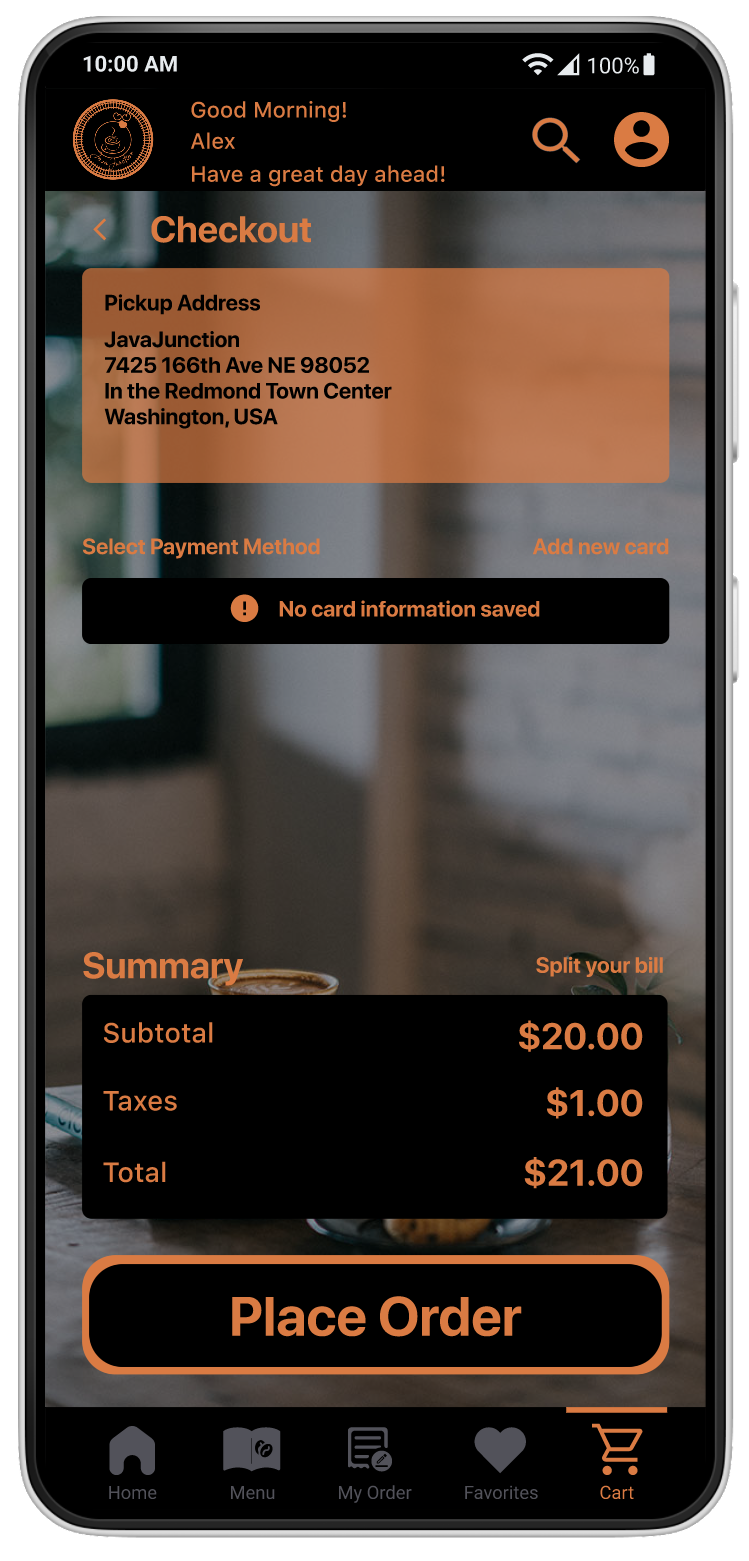 10:00 AM
100%
Good Morning!
Alex
Have a great day ahead!
Checkout
Pickup Address
JavaJunction
7425 166th Ave NE 98052
In the Redmond Town Center
Washington, USA
Select Payment Method
Add new card
No card information saved
Summary
Split your bill
Subtotal
$20.00
Taxes
$1.00
Total
$21.00
Place Order
Home
Menu
My Order
Favorites
Cart